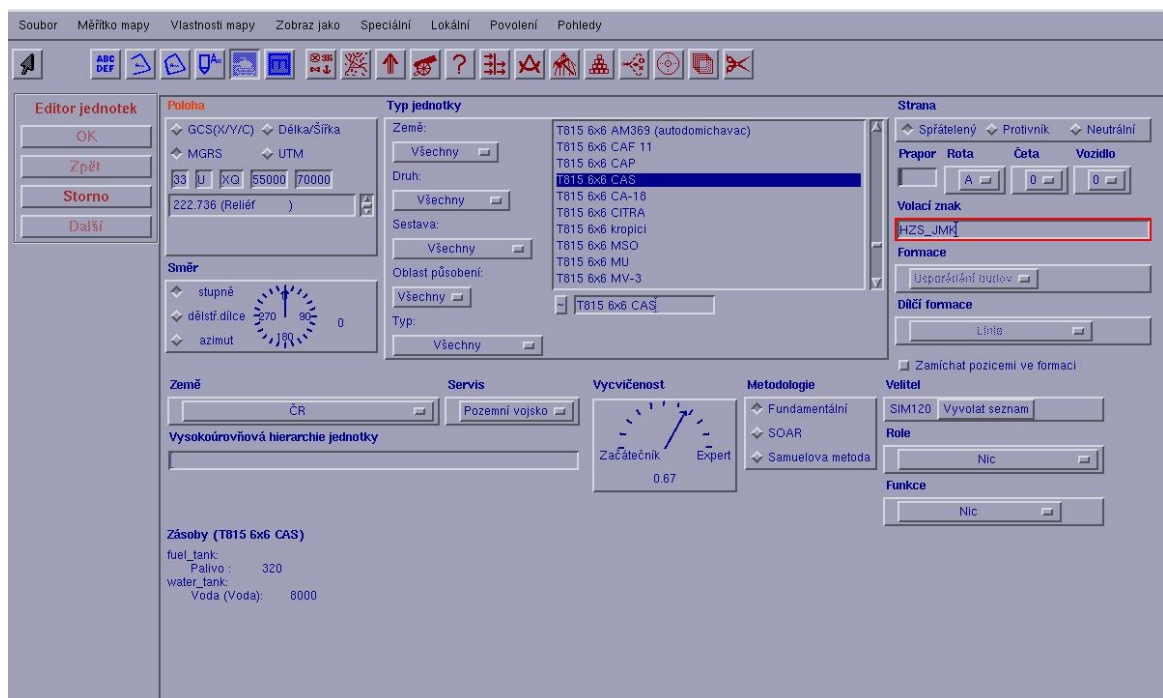 Soubor Měřítko mapy Vlastnosti mapy Zobraz jako Speciální Lokální Povolení Pohledy
ABC
DEF
Editor jednotek
OK
Zpět
Storno
Další
Poloha
GCS(X/Y/C) Délka/Šířka
MGRS UTM
33 U XQ 55000 70000
222.736 (Reliéf )
Směr
stupně
dělstř.dílce
azimut
0
270 90
180
0
Typ jednotky
Země:
Všechny
Druh:
Všechny
Sestava:
Všechny
Oblast působení:
Všechny
Typ:
Všechny
T815 6x6 AM369 (autodomichavac)
T815 6x6 CAF 11
T815 6x6 CAP
T815 6x6 CAS
T815 6x6 CA-18
T815 6x6 CITRA
T815 6x6 kropici
T815 6x6 MSO
T815 6x6 MU
T815 6x6 MV-3
~ T815 6x6 CAS
Strana
Spřátelený Protivník Neutrální
Prapor Rota Četa Vozidlo
A 0 0
Volací znak
HZS_JMK
Formace
Uspořádání budov
Dílčí formace
Linie
Zamíchat pozicemi ve formaci
Země
ČR
Servis
Pozemní vojsko
Vysokoúrovňová hierarchie jednotky
Vycvičenost
Začátečník Expert
0.67
Metodologie
Fundamentální
SOAR
Samuelova metoda
Velitel
SIM120 Vyvolat seznam
Role
Nic
Funkce
Nic
Zásoby (T815 6x6 CAS)
fuel_tank:
Palivo : 320
water_tank:
Voda (Voda): 8000